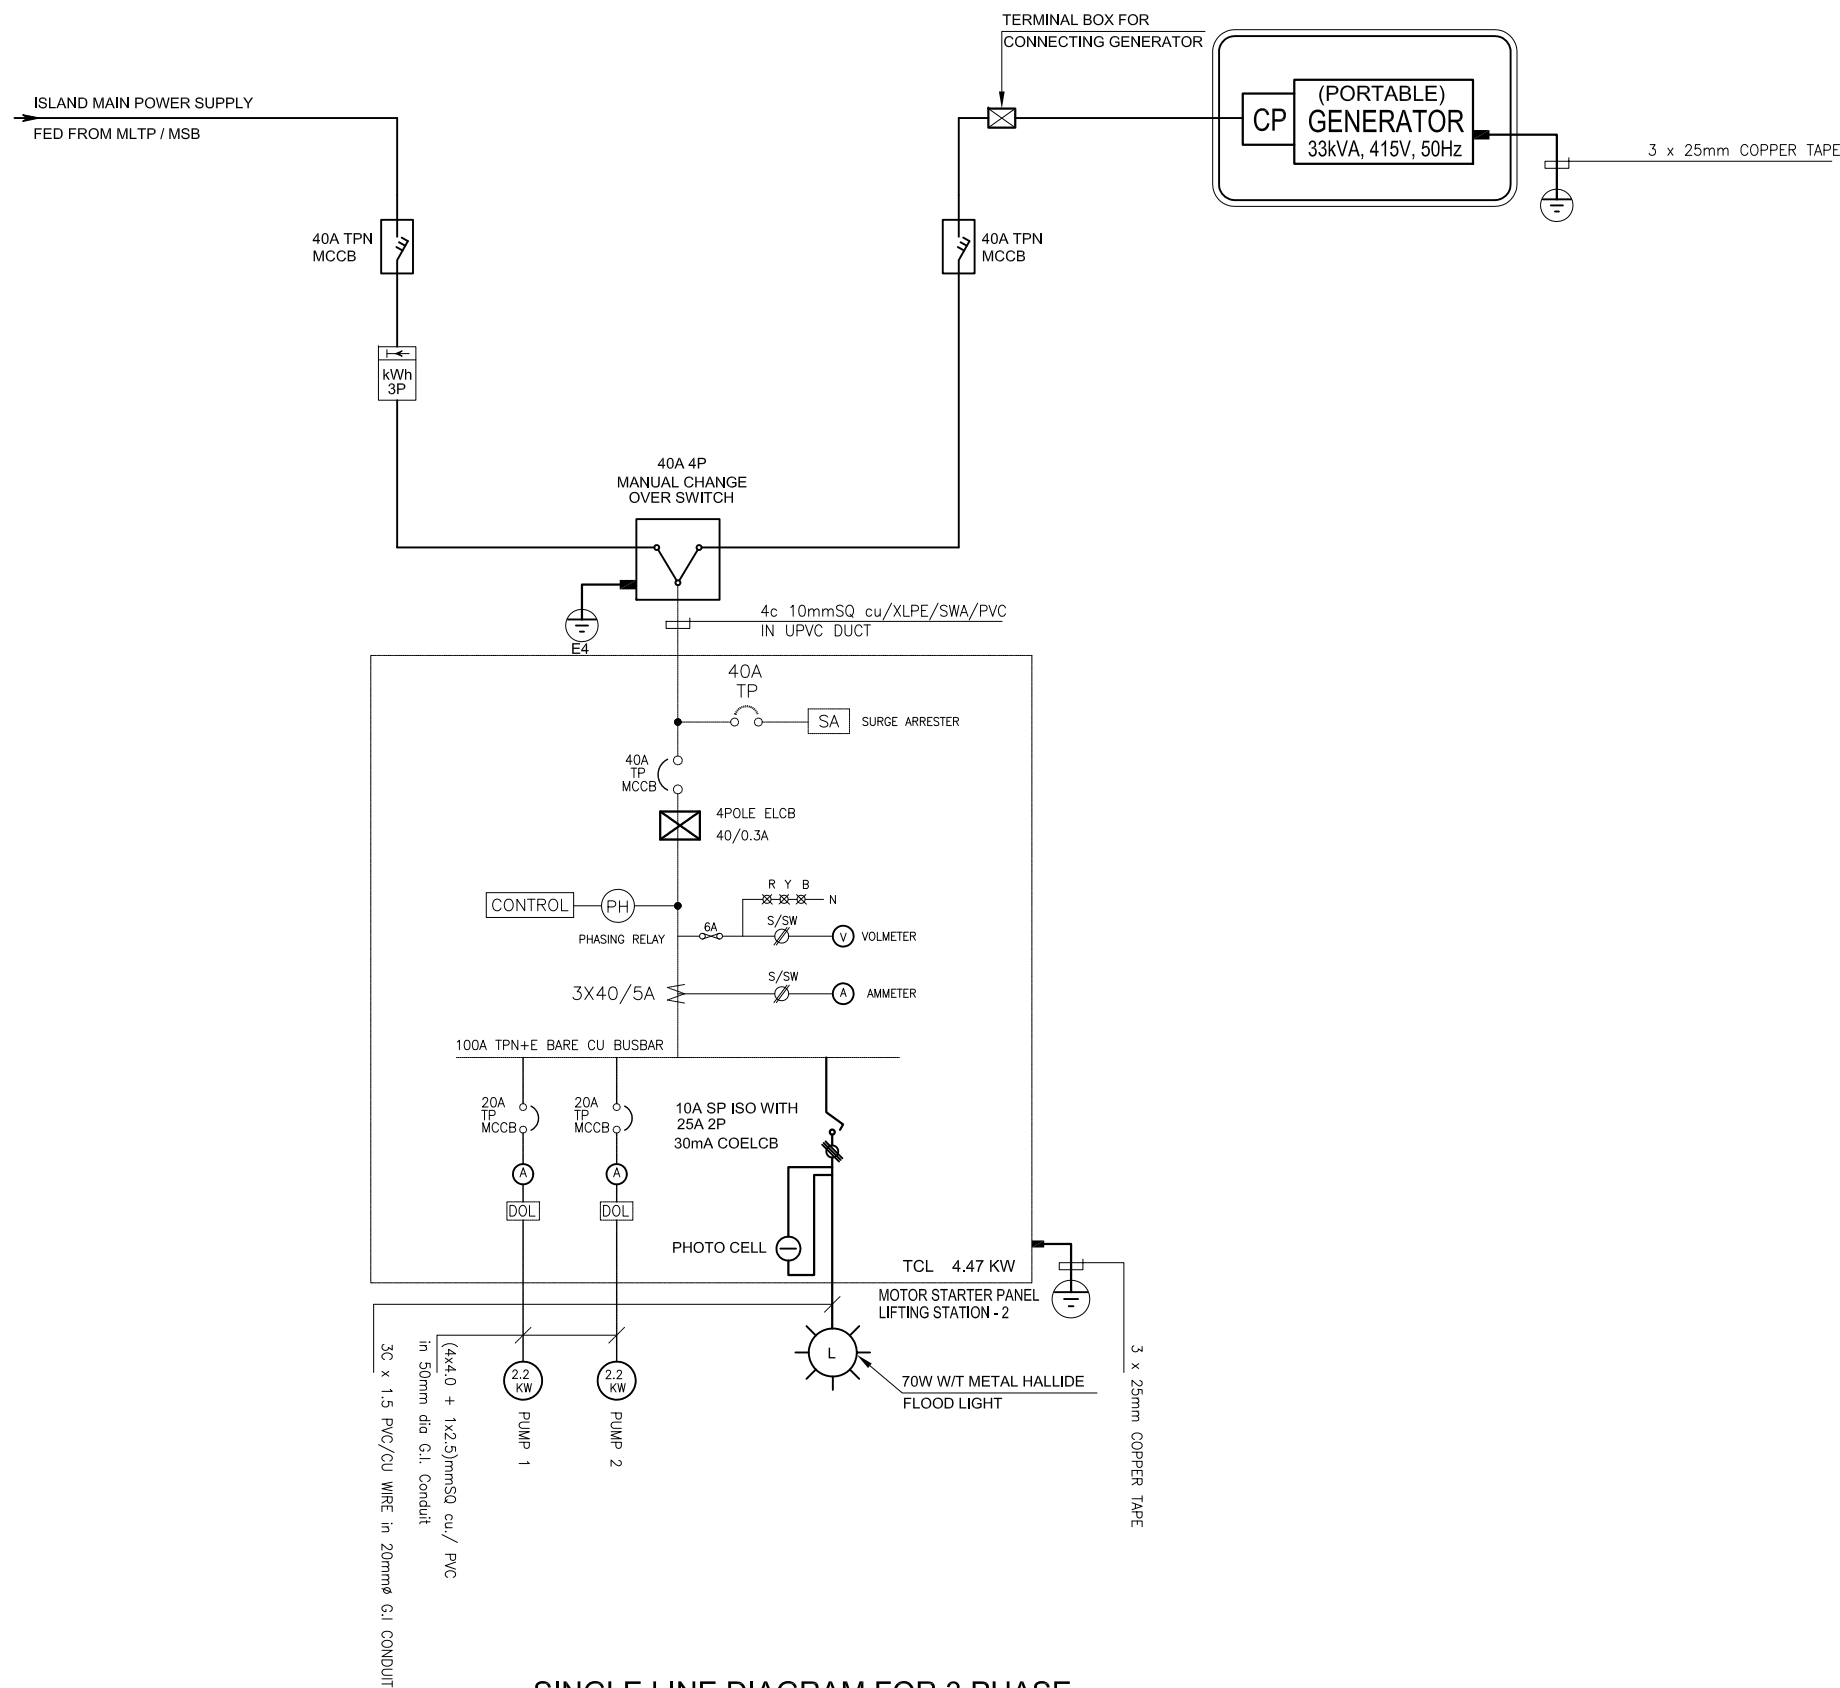 TERMINAL BOX FOR
CONNECTING GENERATOR
ISLAND MAIN POWER SUPPLY
FED FROM MLTP / MSB
CP
(PORTABLE)
GENERATOR
33kVA, 415V, 50Hz
3 x 25mm COPPER TAPE
40A TPN
MCCB
40A TPN
MCCB
kWh
3P
40A 4P
MANUAL CHANGE
OVER SWITCH
E4
4c 10mmSQ cu/XLPE/SWA/PVC
IN UPVC DUCT
40A
TP
SA
SURGE ARRESTER
40A
TP
MCCB
4POLE ELCB
40/0.3A
CONTROL
PH
PHASING RELAY
R Y B
N
6A
S/SW
V
VOLMETER
3X40/5A
S/SW
A
AMMETER
100A TPN+E BARE CU BUSBAR
20A
TP
MCCB
20A
TP
MCCB
10A SP ISO WITH
25A 2P
30mA COELCB
A
A
DOL
DOL
PHOTO CELL
TCL 4.47 KW
MOTOR STARTER PANEL
LIFTING STATION - 2
3 x 25mm COPPER TAPE
L
70W W/T METAL HALLIDE
FLOOD LIGHT
2.2
KW
PUMP 1
2.2
KW
PUMP 2
(4x4.0 + 1x2.5)mmSQ cu./ PVC
in 50mm dia G.I. Conduit
3C x 1.5 PVC/CU WIRE in 20mmø G.I CONDUIT
SINGLE LINE DIAGRAM FOR 3 PHASE